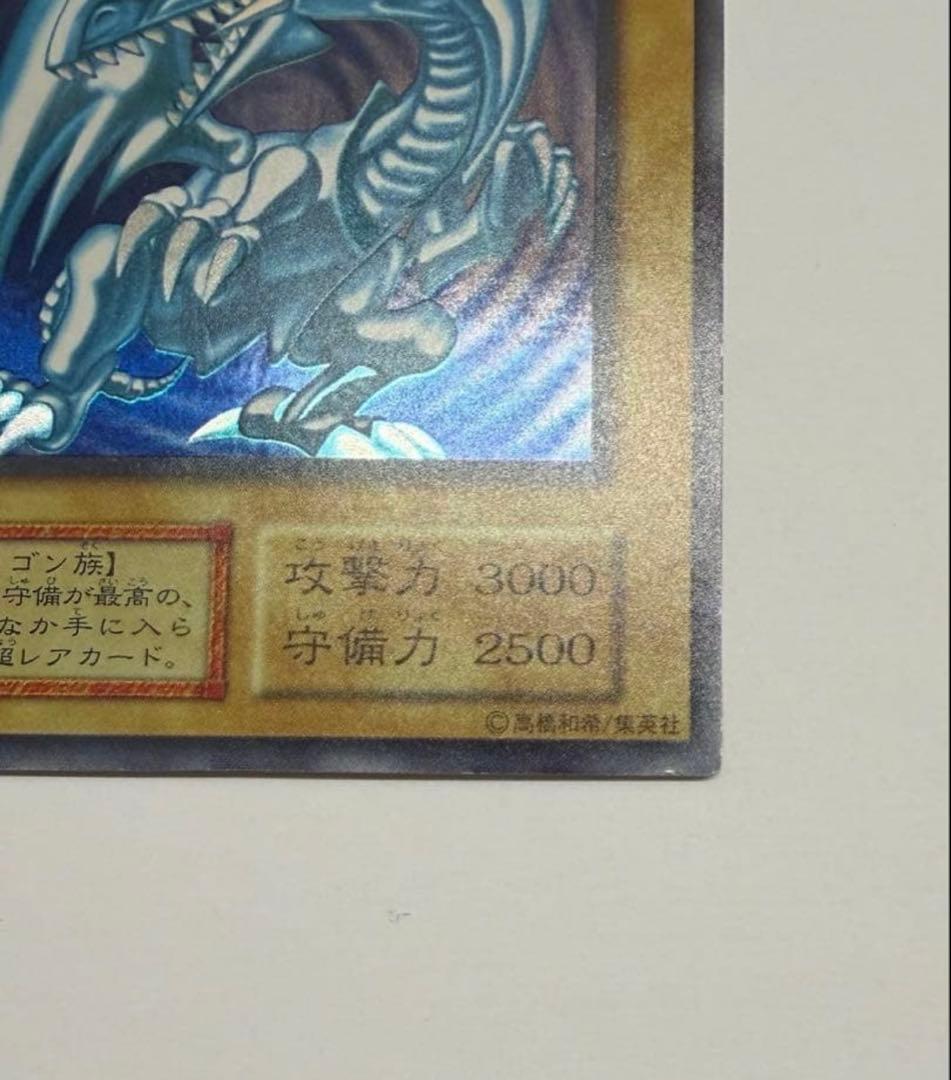 ゴン族】
守備が最高の、
なか手に入ら
超レアカード。
攻撃力 3000
守備力 2500
©高橋和希/集英社